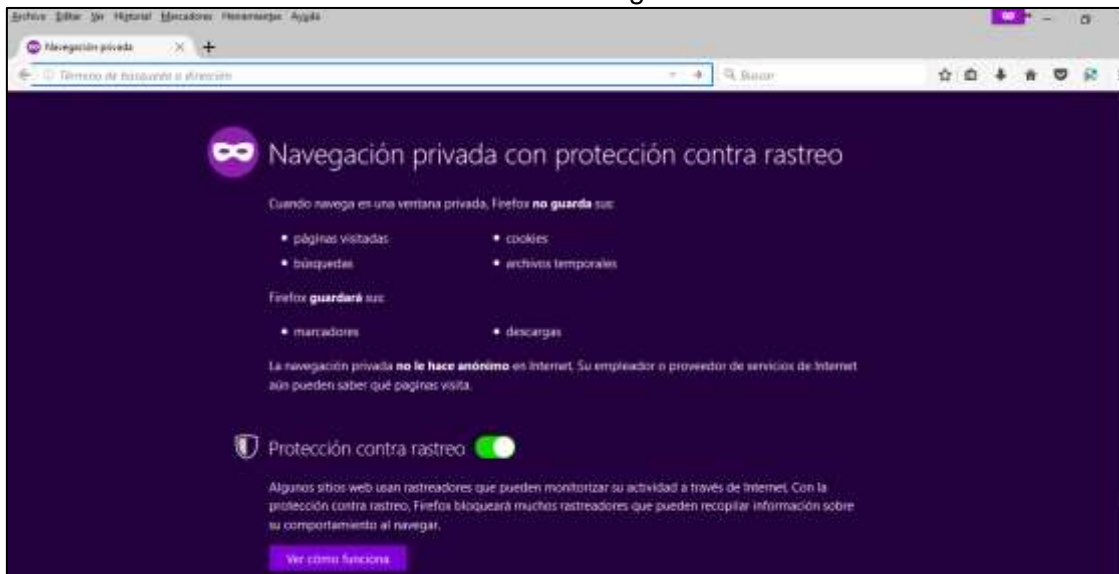 Archivo Editar Ver Historial Marcadores Herramientas Ayuda
Navegación privada
Término de búsqueda o dirección
Buscar
Navegación privada con protección contra rastreo
Cuando navega en una ventana privada, Firefox no guarda sus:
páginas visitadas
cookies
búsquedas
archivos temporales
Firefox guardará sus:
marcadores
descargas
La navegación privada no le hace anónimo en Internet. Su empleador o proveedor de servicios de Internet
aún pueden saber qué paginas visita.
Protección contra rastreo
Algunos sitios web usan rastreadores que pueden monitorizar su actividad a través de Internet. Con la
protección contra rastreo, Firefox bloqueará muchos rastreadores que pueden recopilar información sobre
su comportamiento al navegar.
Ver cómo funciona